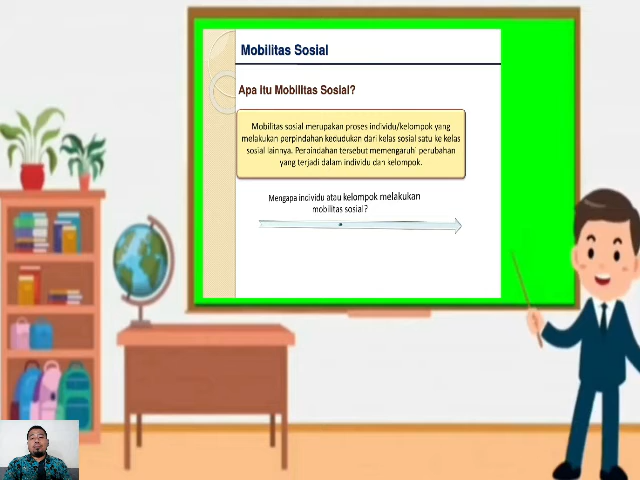 Mobilitas Sosial
Apa itu Mobilitas Sosial?
Mobilitas sosial merupakan proses individu/kelompok yang
melakukan perpindahan kedudukan dari kelas sosial satu ke kelas
sosial lainnya. Perpindahan tersebut memengaruhi perubahan
yang terjadi dalam individu dan kelompok.
Mengapa individu atau kelompok melakukan
mobilitas sosial?